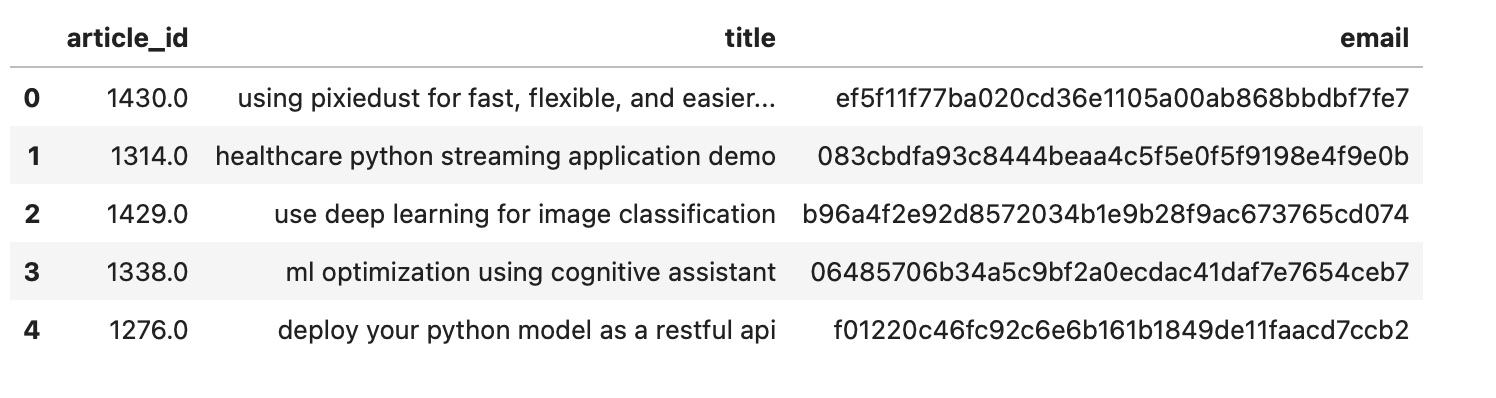 article_id title email
0 1430.0 using pixiedust for fast, flexible, and easier... ef5f11f77ba020cd36e1105a00ab868bbdbf7fe7
1 1314.0 healthcare python streaming application demo 083cbdfa93c8444beaa4c5f5e0f5f9198e4f9e0b
2 1429.0 use deep learning for image classification b96a4f2e92d8572034b1e9b28f9ac673765cd074
3 1338.0 ml optimization using cognitive assistant 06485706b34a5c9bf2a0ecdac41daf7e7654ceb7
4 1276.0 deploy your python model as a restful api f01220c46fc92c6e6b161b1849de11faacd7ccb2